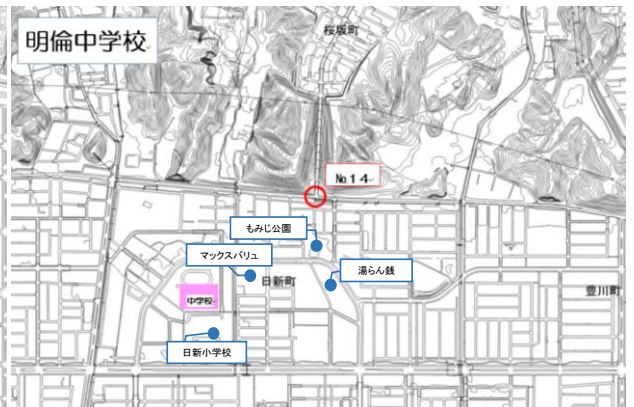 明倫中学校
桜坂町
№14
もみじ公園
マックスバリュ
湯らん銭
日新町
豊川町
中学校
日新小学校